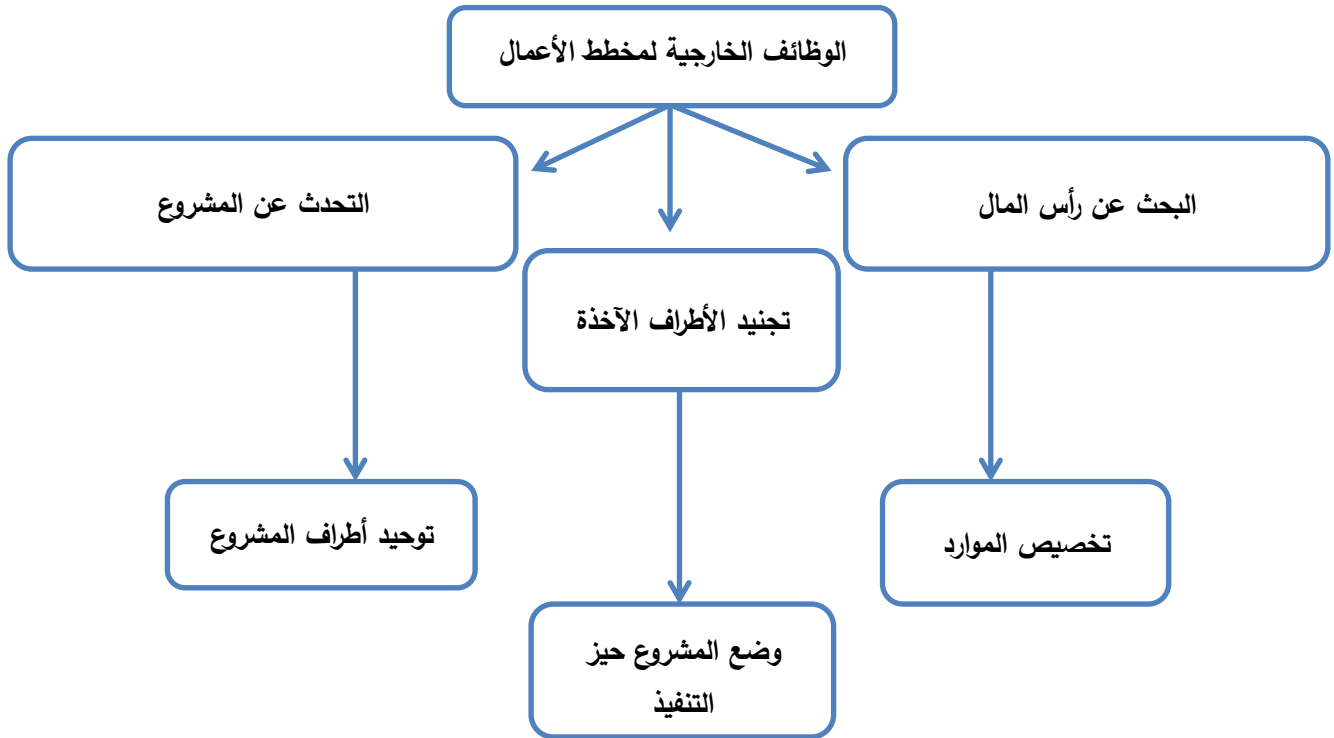 الوظائف الخارجية لمخطط الأعمال
البحث عن رأس المال
التحدث عن المشروع
تجنيد الأطراف الآخذة
تخصيص الموارد
توحيد أطراف المشروع
وضع المشروع حيز
التنفيذ